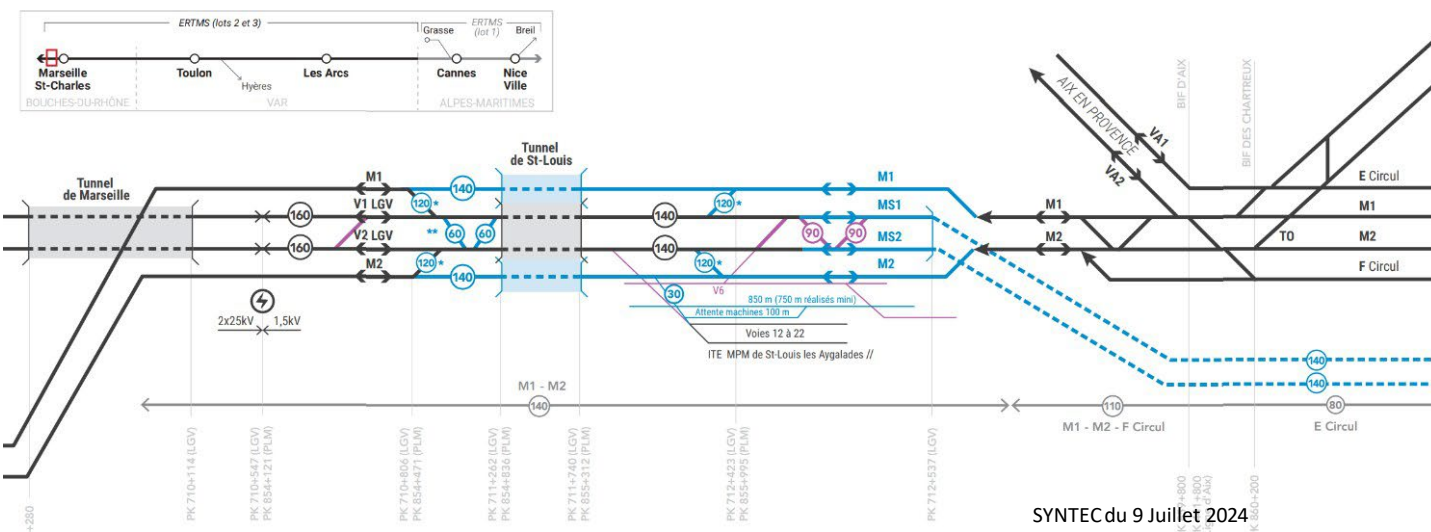 ERTMS (lots 2 et 3)
ERTMS
(lot 1)
Grasse
Breil
Marseille
St-Charles
Toulon
Hyères
Les Arcs
Cannes
Nice
Ville
BOUCHES-DU-RHÔNE
VAR
ALPES-MARITIMES
Tunnel
de Marseille
Tunnel
de St-Louis
AIX EN PROVENCE
VA1
VA2
BIF D'AIX
BIF DES CHARTREUX
M1
140
M1
E Circul
120 *
120 *
V1 LGV
160
140
MS1
M1
M1
**
60
60
90
90
V2 LGV
160
140
MS2
M2
TO
M2
120 *
120 *
M2
140
M2
F Circul
V6
30
850 m (750 m réalisés mini)
Attente machines 100 m
Voies 12 à 22
ITE MPM de St-Louis les Aygalades //
2x25kV
1,5kV
140
140
M1 - M2
140
110
80
M1 - M2 - F Circul
E Circul
+280
PK 710+114 (LGV)
PK 710+547 (LGV)
PK 854+121 (PLM)
PK 710+806 (LGV)
PK 854+471 (PLM)
PK 711+262 (LGV)
PK 854+836 (PLM)
PK 711+740 (LGV)
PK 855+312 (PLM)
PK 712+423 (LGV)
PK 855+995 (PLM)
PK 712+537 (LGV)
+800
+800
d'Aix)
PK 860+200
SYNTEC du 9 Juillet 2024